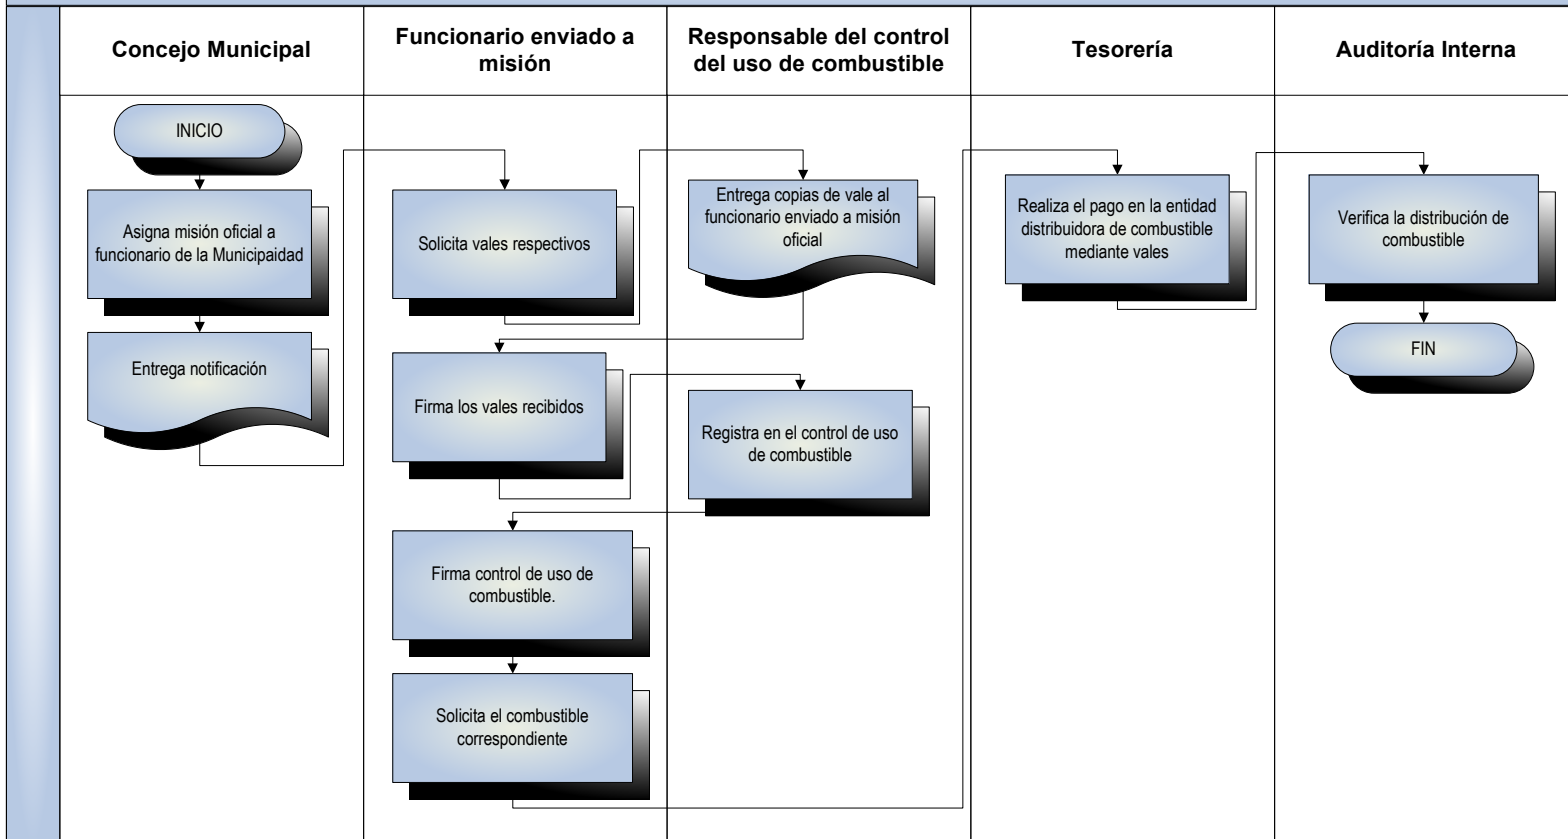 Concejo Municipal
Funcionario enviado a
misión
Responsable del control
del uso de combustible
Tesorería
Auditoría Interna
INICIO
Asigna misión oficial a
funcionario de la Municipaidad
Entrega notificación
Solicita vales respectivos
Entrega copias de vale al
funcionario enviado a misión
oficial
Firma los vales recibidos
Registra en el control de uso
de combustible
Firma control de uso de
combustible.
Solicita el combustible
correspondiente
Realiza el pago en la entidad
distribuidora de combustible
mediante vales
Verifica la distribución de
combustible
FIN